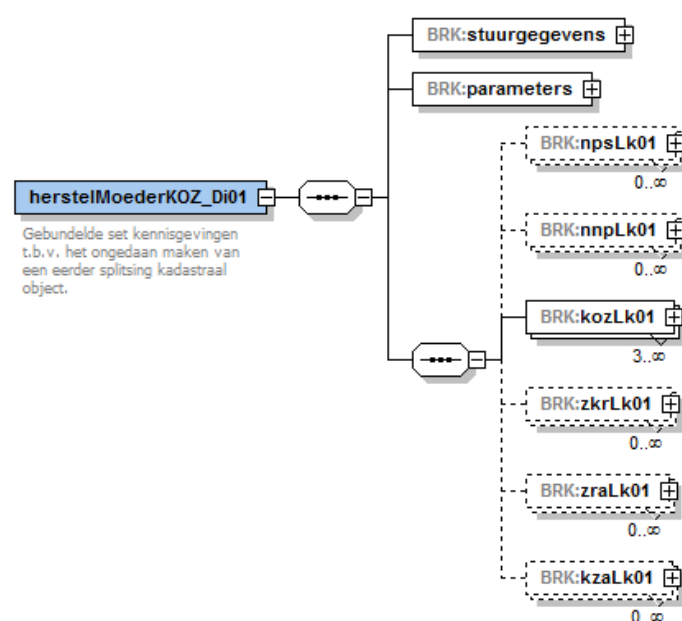 BRK:stuurgegevens
BRK:parameters
BRK:npsLk01
0..∞
herstelMoederKOZ_Di01
Gebundelde set kennisgevingen
t.b.v. het ongedaan maken van
een eerder splitsing kadastraal
object.
BRK:nnpLk01
0..∞
BRK:kozLk01
3..∞
BRK:zkrLk01
0..∞
BRK:zraLk01
0..∞
BRK:kzaLk01
0..∞